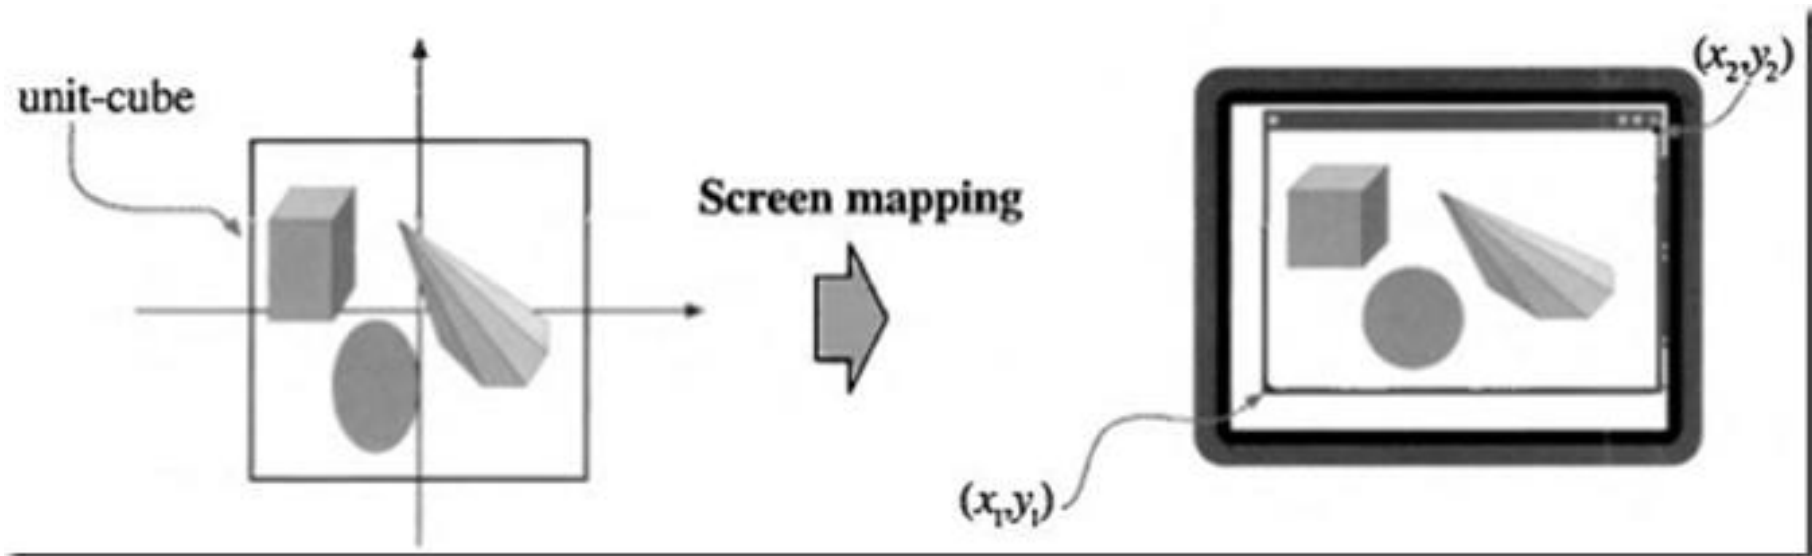 unit-cube
Screen mapping
(x₂,y₂)
(x₁,y₁)